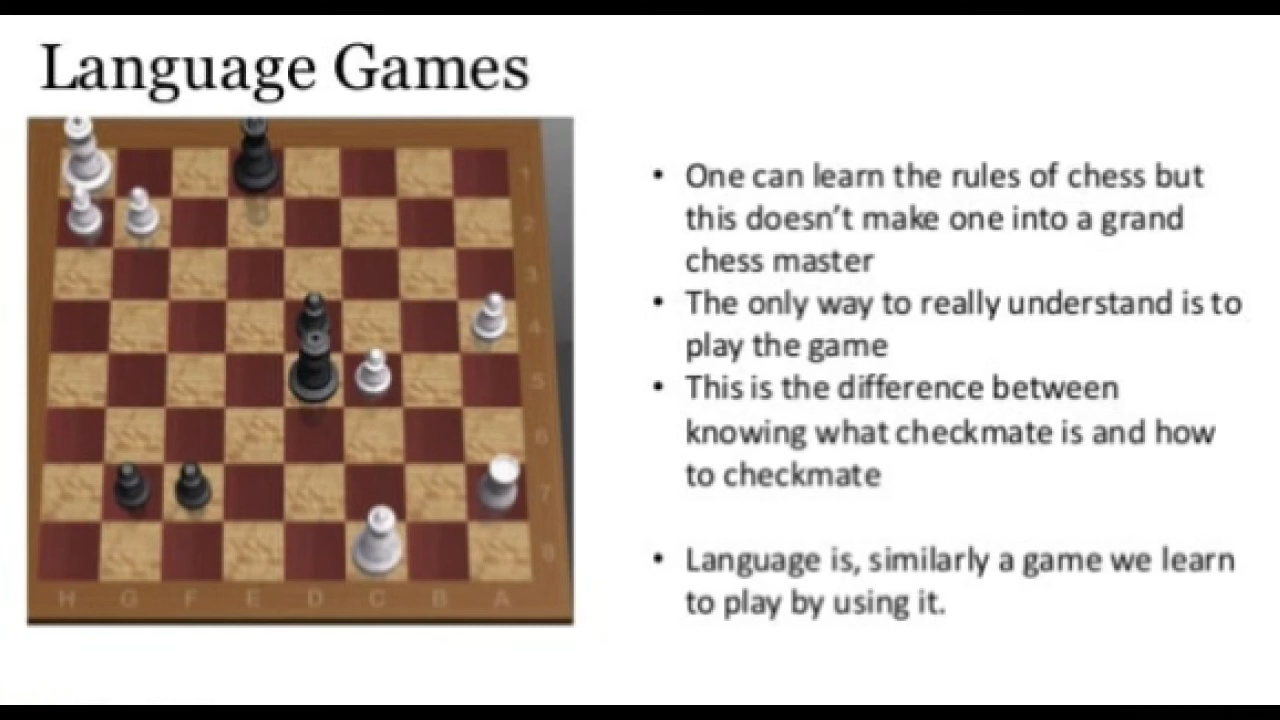 Language Games
1
2
3
4
5
6
7
8
H G F E D C B A
• One can learn the rules of chess but
this doesn't make one into a grand
chess master
• The only way to really understand is to
play the game
• This is the difference between
knowing what checkmate is and how
to checkmate
• Language is, similarly a game we learn
to play by using it.